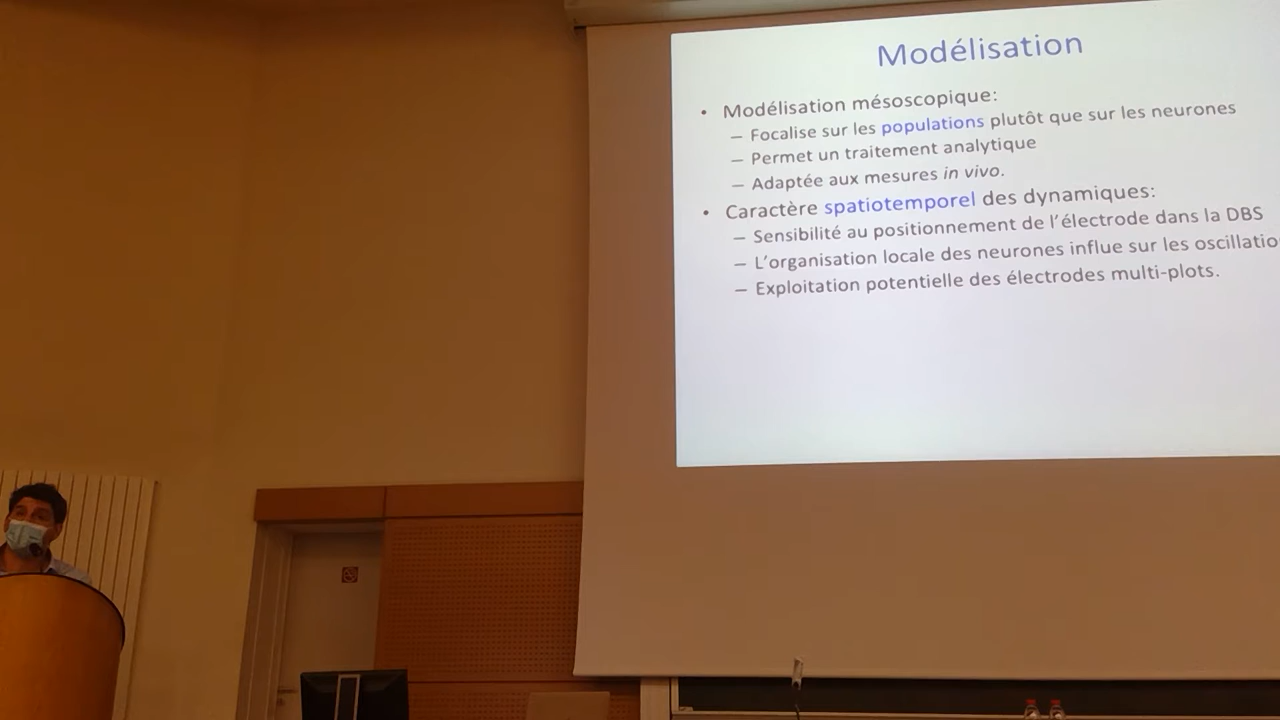 Modélisation
• Modélisation mésoscopique:
– Focalise sur les populations plutôt que sur les neurones
– Permet un traitement analytique
– Adaptée aux mesures in vivo.
• Caractère spatiotemporel des dynamiques:
– Sensibilité au positionnement de l'électrode dans la DBS
– L'organisation locale des neurones influe sur les oscillatio
– Exploitation potentielle des électrodes multi-plots.